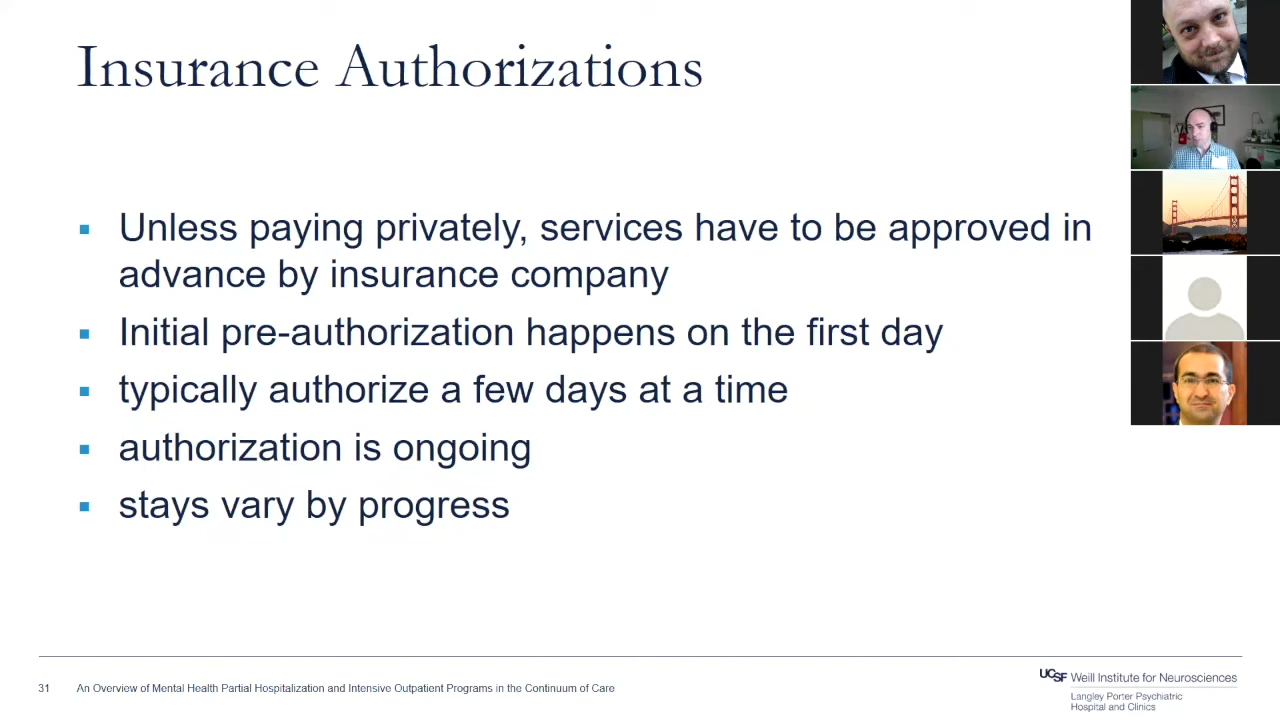 Insurance Authorizations
Unless paying privately, services have to be approved in
advance by insurance company
Initial pre-authorization happens on the first day
typically authorize a few days at a time
authorization is ongoing
stays vary by progress
31 An Overview of Mental Health Partial Hospitalization and Intensive Outpatient Programs in the Continuum of Care
UCSF Weill Institute for Neurosciences
Langley Porter Psychiatric
Hospital and Clinics